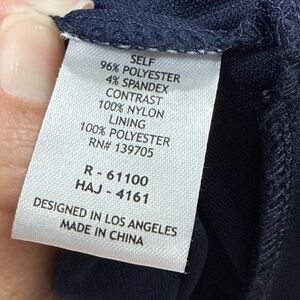 SELF
96% POLYESTER
4% SPANDEX
CONTRAST
100% NYLON
LINING
100% POLYESTER
RN# 139705
R - 61100
HAJ - 4161
DESIGNED IN LOS ANGELES
MADE IN CHINA